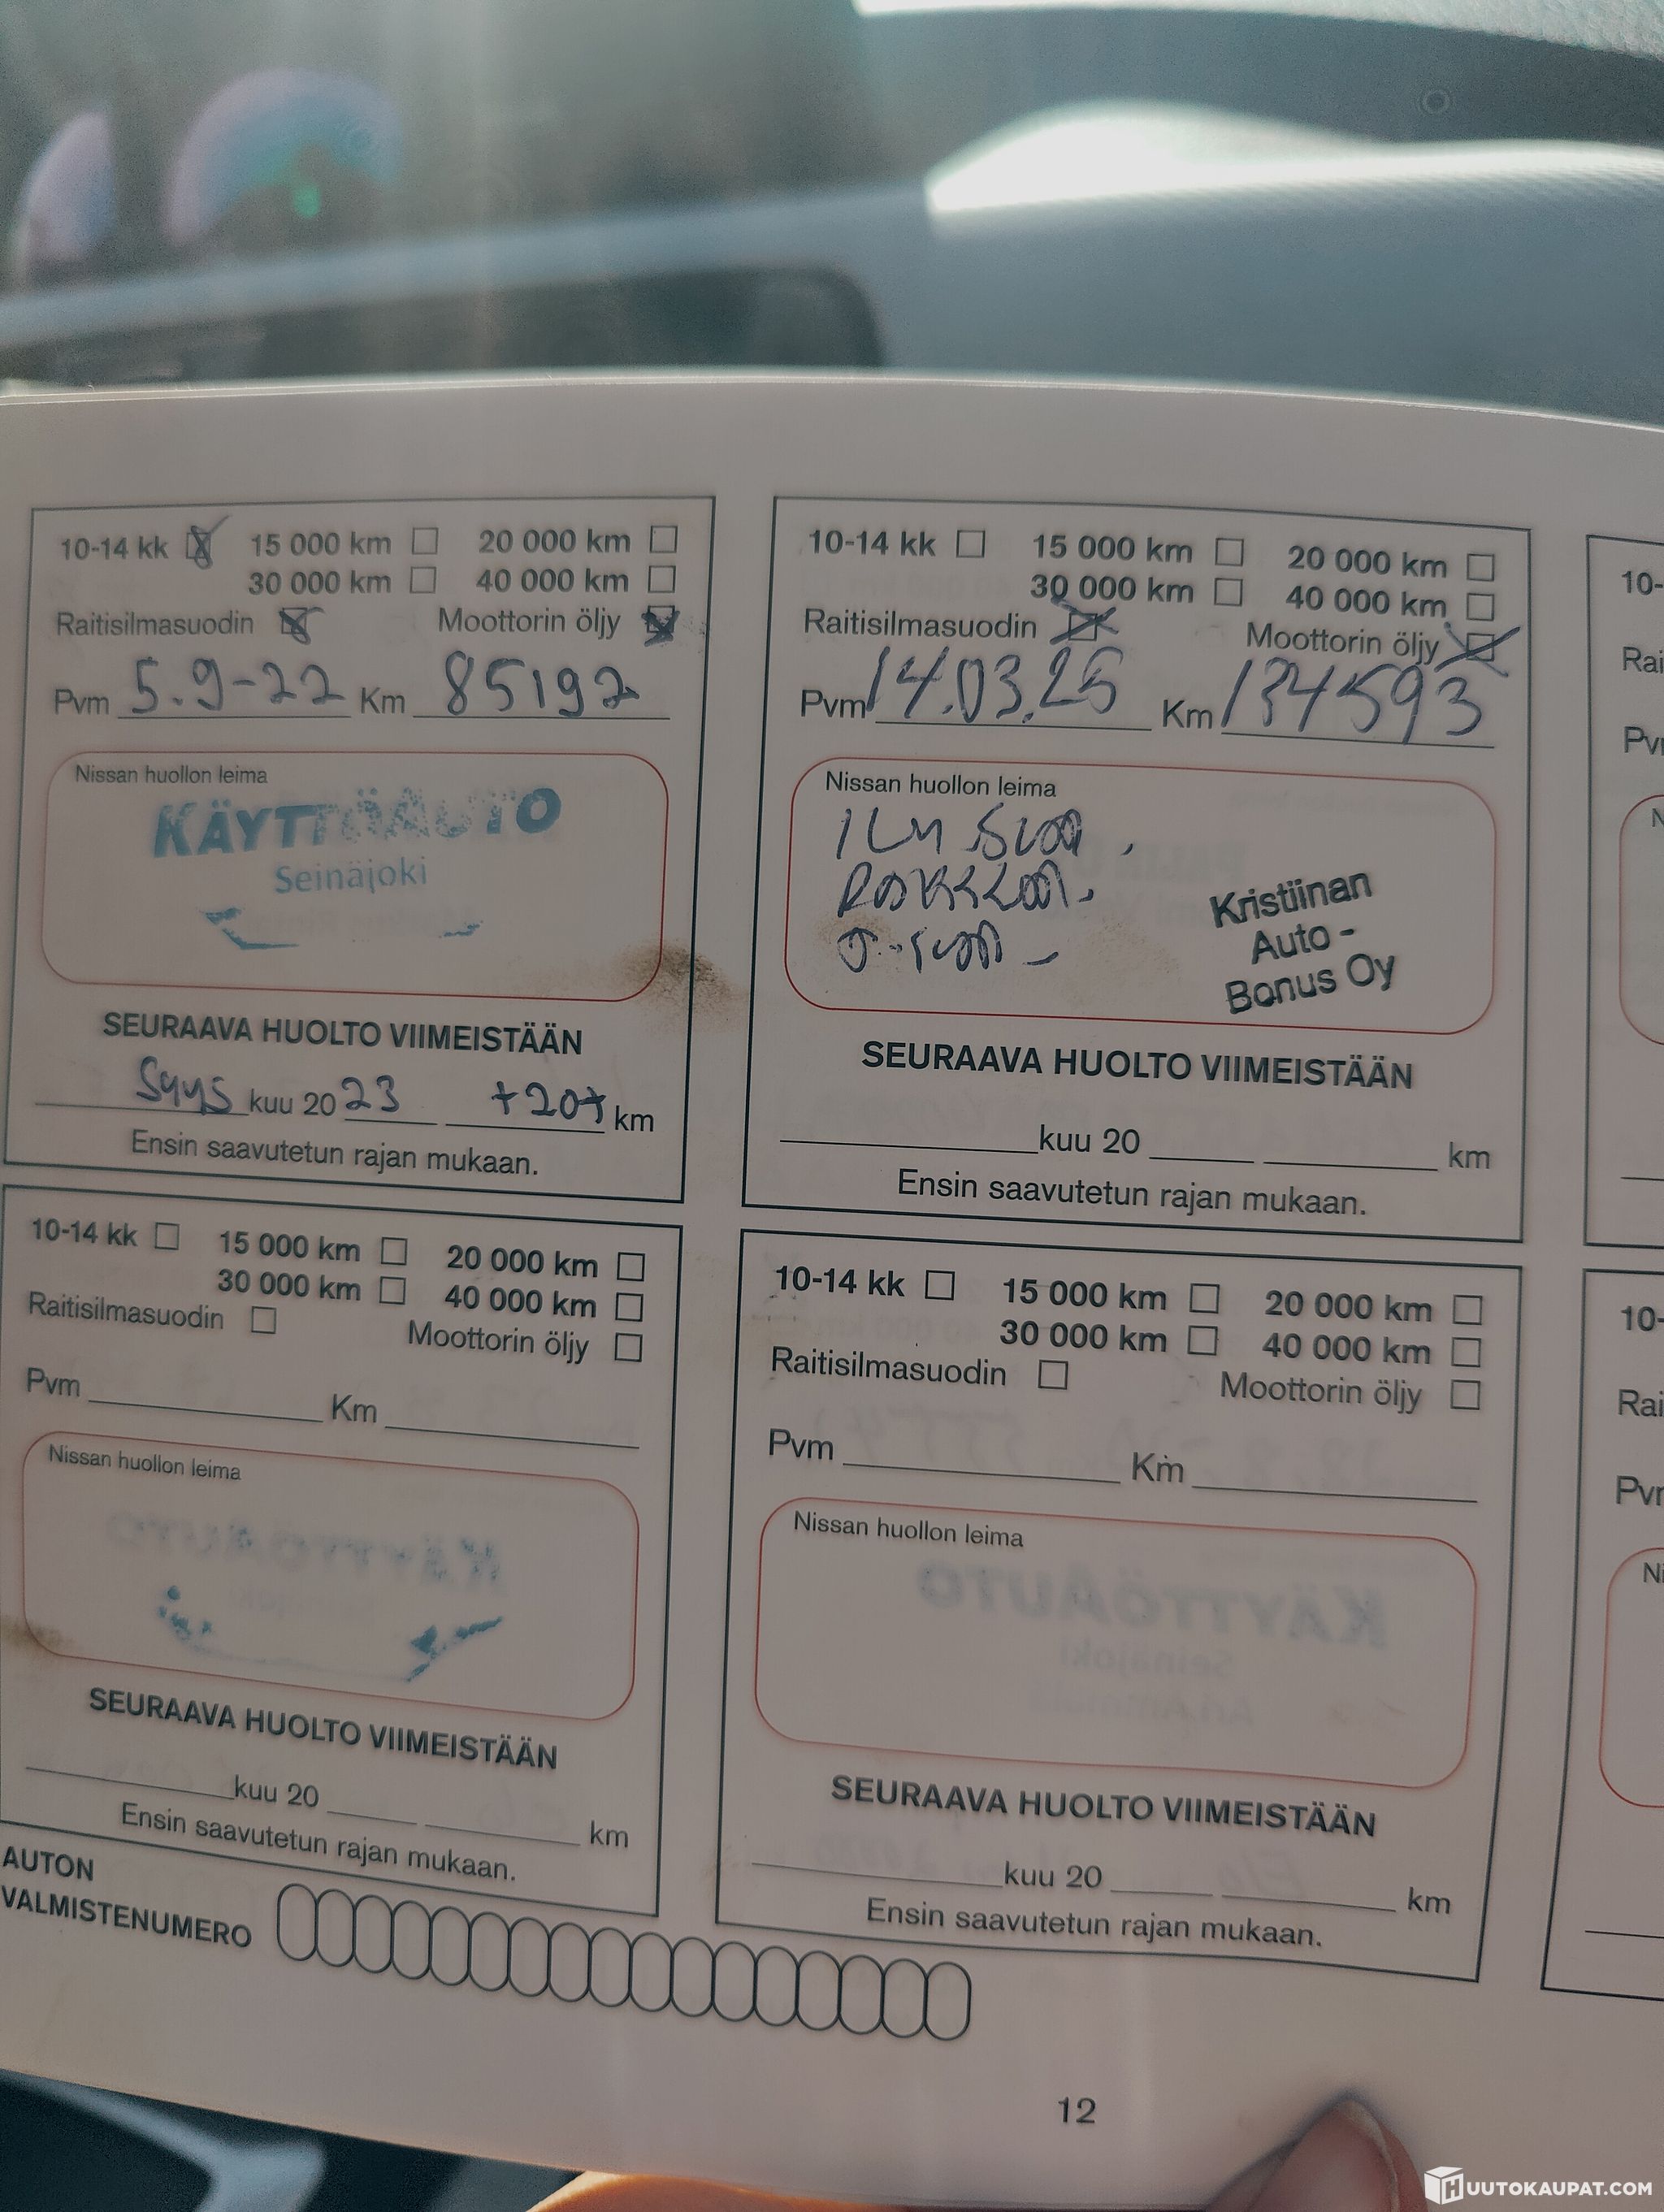 10-14 kk 15 000 km 20 000 km
30 000 km 40 000 km
Raitisilmasuodin Moottorin öljy
Pvm 5.9-22 Km 85192
Nissan huollon leima
KÄYTTÖAUTO
Seinäjoki
SEURAAVA HUOLTO VIIMEISTÄÄN
Syys kuu 2023 +20t km
Ensin saavutetun rajan mukaan.
10-14 kk 15 000 km 20 000 km
30 000 km 40 000 km
Raitisilmasuodin Moottorin öljy
Pvm 14.03.25 Km 134593
Nissan huollon leima
Kristiinan
Auto -
Bonus Oy
SEURAAVA HUOLTO VIIMEISTÄÄN
kuu 20 km
Ensin saavutetun rajan mukaan.
10-14 kk 15 000 km 20 000 km
30 000 km 40 000 km
Raitisilmasuodin Moottorin öljy
Pvm Km
Nissan huollon leima
SEURAAVA HUOLTO VIIMEISTÄÄN
kuu 20 km
Ensin saavutetun rajan mukaan.
10-14 kk 15 000 km 20 000 km
30 000 km 40 000 km
Raitisilmasuodin Moottorin öljy
Pvm Km
Nissan huollon leima
SEURAAVA HUOLTO VIIMEISTÄÄN
kuu 20 km
Ensin saavutetun rajan mukaan.
AUTON
VALMISTENUMERO
12
HUUTOKAUPAT.COM